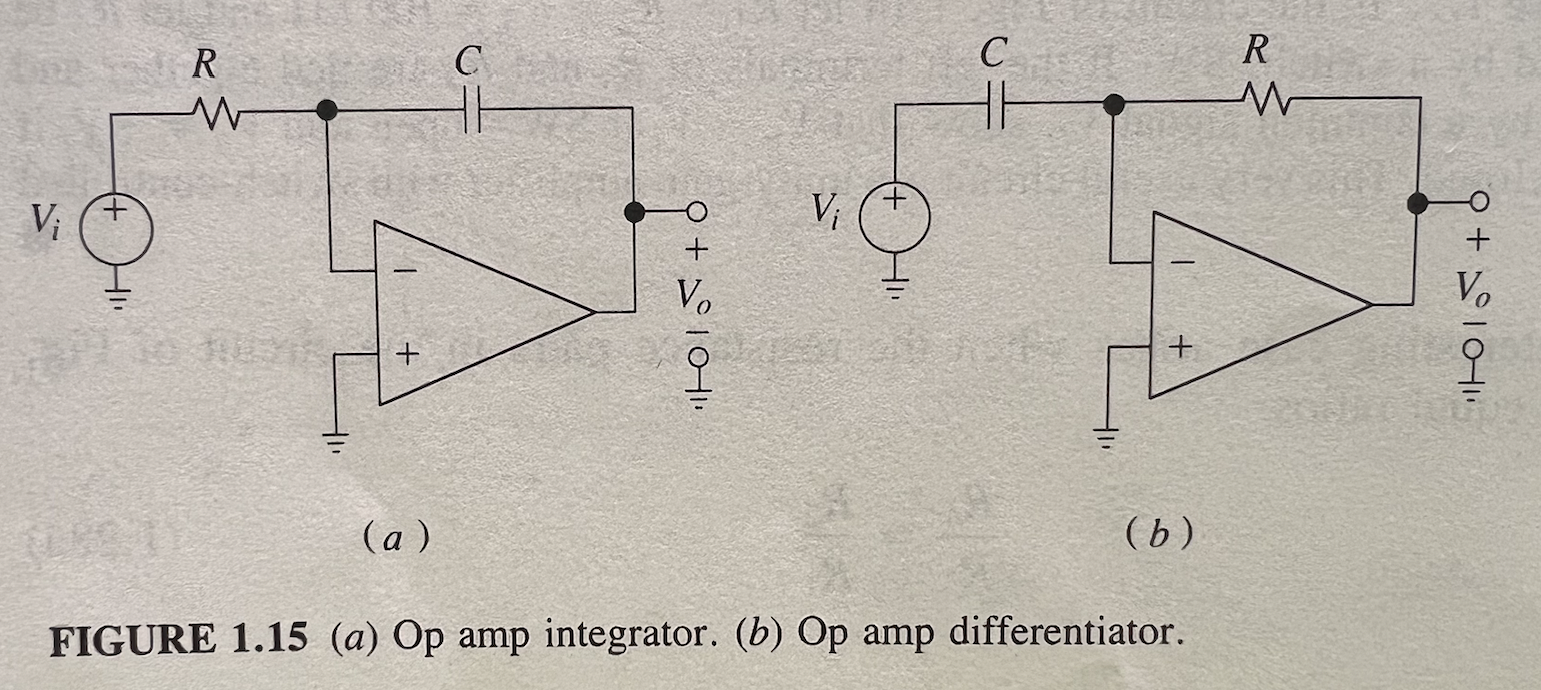 R C C R
V_i + V_i +
− + − +
+ V_o − + V_o −
(a) (b)
FIGURE 1.15 (a) Op amp integrator. (b) Op amp differentiator.